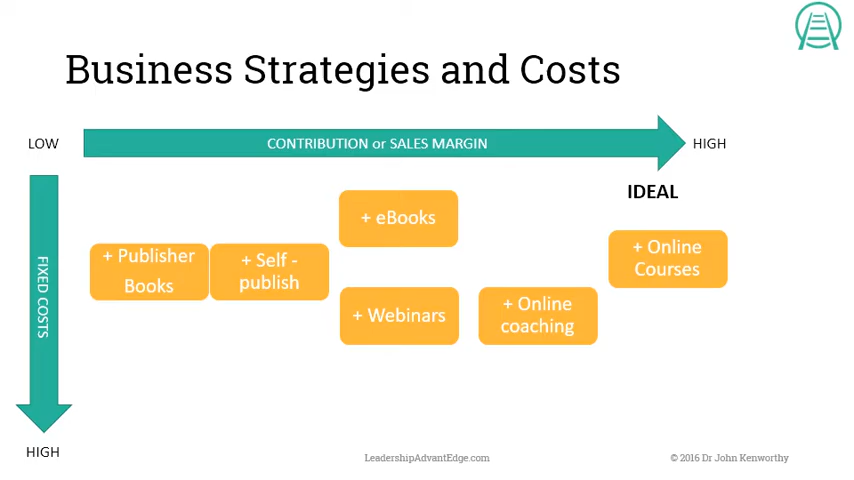 Business Strategies and Costs
LOW
CONTRIBUTION or SALES MARGIN
HIGH
IDEAL
+ eBooks
+ Publisher
Books
+ Self -
publish
+ Online
Courses
+ Webinars
+ Online
coaching
FIXED COSTS
HIGH
LeadershipAdvantEdge.com
© 2016 Dr John Kenworthy